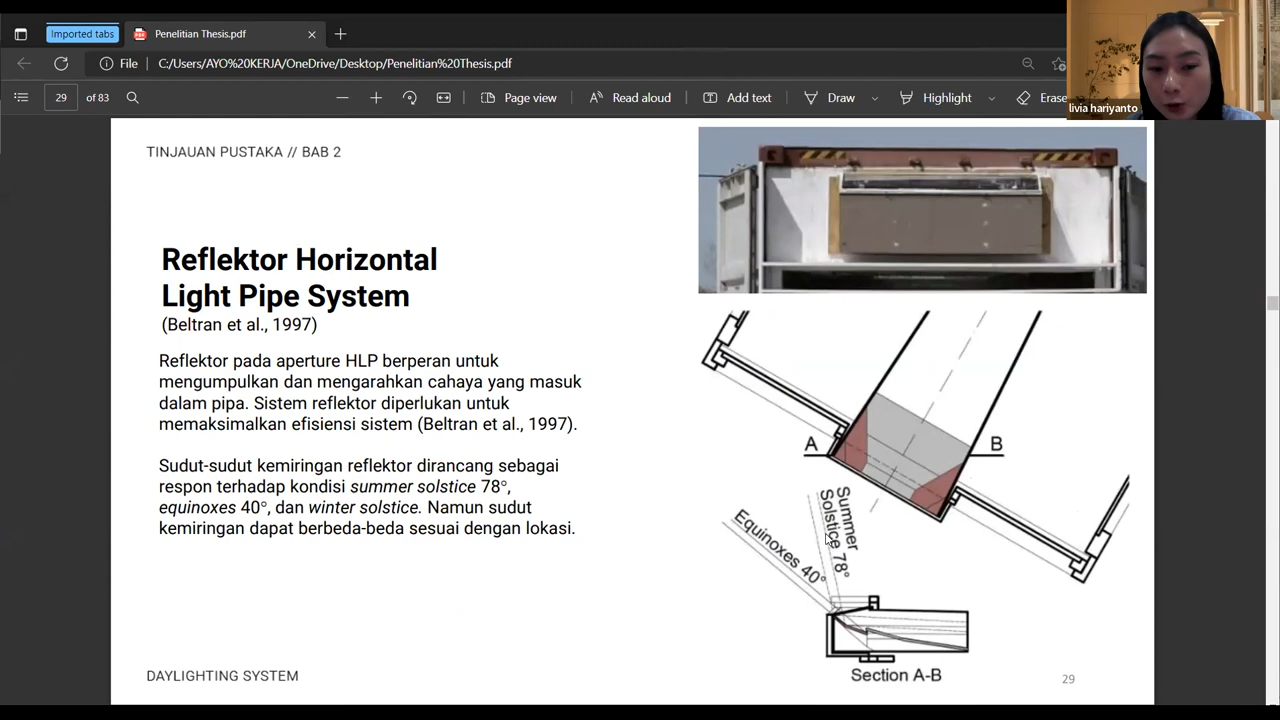 Imported tabs
Penelitian Thesis.pdf
File
C:/Users/AYO%20KERJA/OneDrive/Desktop/Penelitian%20Thesis.pdf
29 of 83
Page view
Read aloud
Add text
Draw
Highlight
Erase
livia hariyanto
TINJAUAN PUSTAKA // BAB 2
Reflektor Horizontal
Light Pipe System
(Beltran et al., 1997)
Reflektor pada aperture HLP berperan untuk
mengumpulkan dan mengarahkan cahaya yang masuk
dalam pipa. Sistem reflektor diperlukan untuk
memaksimalkan efisiensi sistem (Beltran et al., 1997).
Sudut-sudut kemiringan reflektor dirancang sebagai
respon terhadap kondisi summer solstice 78°,
equinoxes 40°, dan winter solstice. Namun sudut
kemiringan dapat berbeda-beda sesuai dengan lokasi.
A
B
Summer
Solstice 78°
Equinoxes 40°
Section A-B
DAYLIGHTING SYSTEM
29